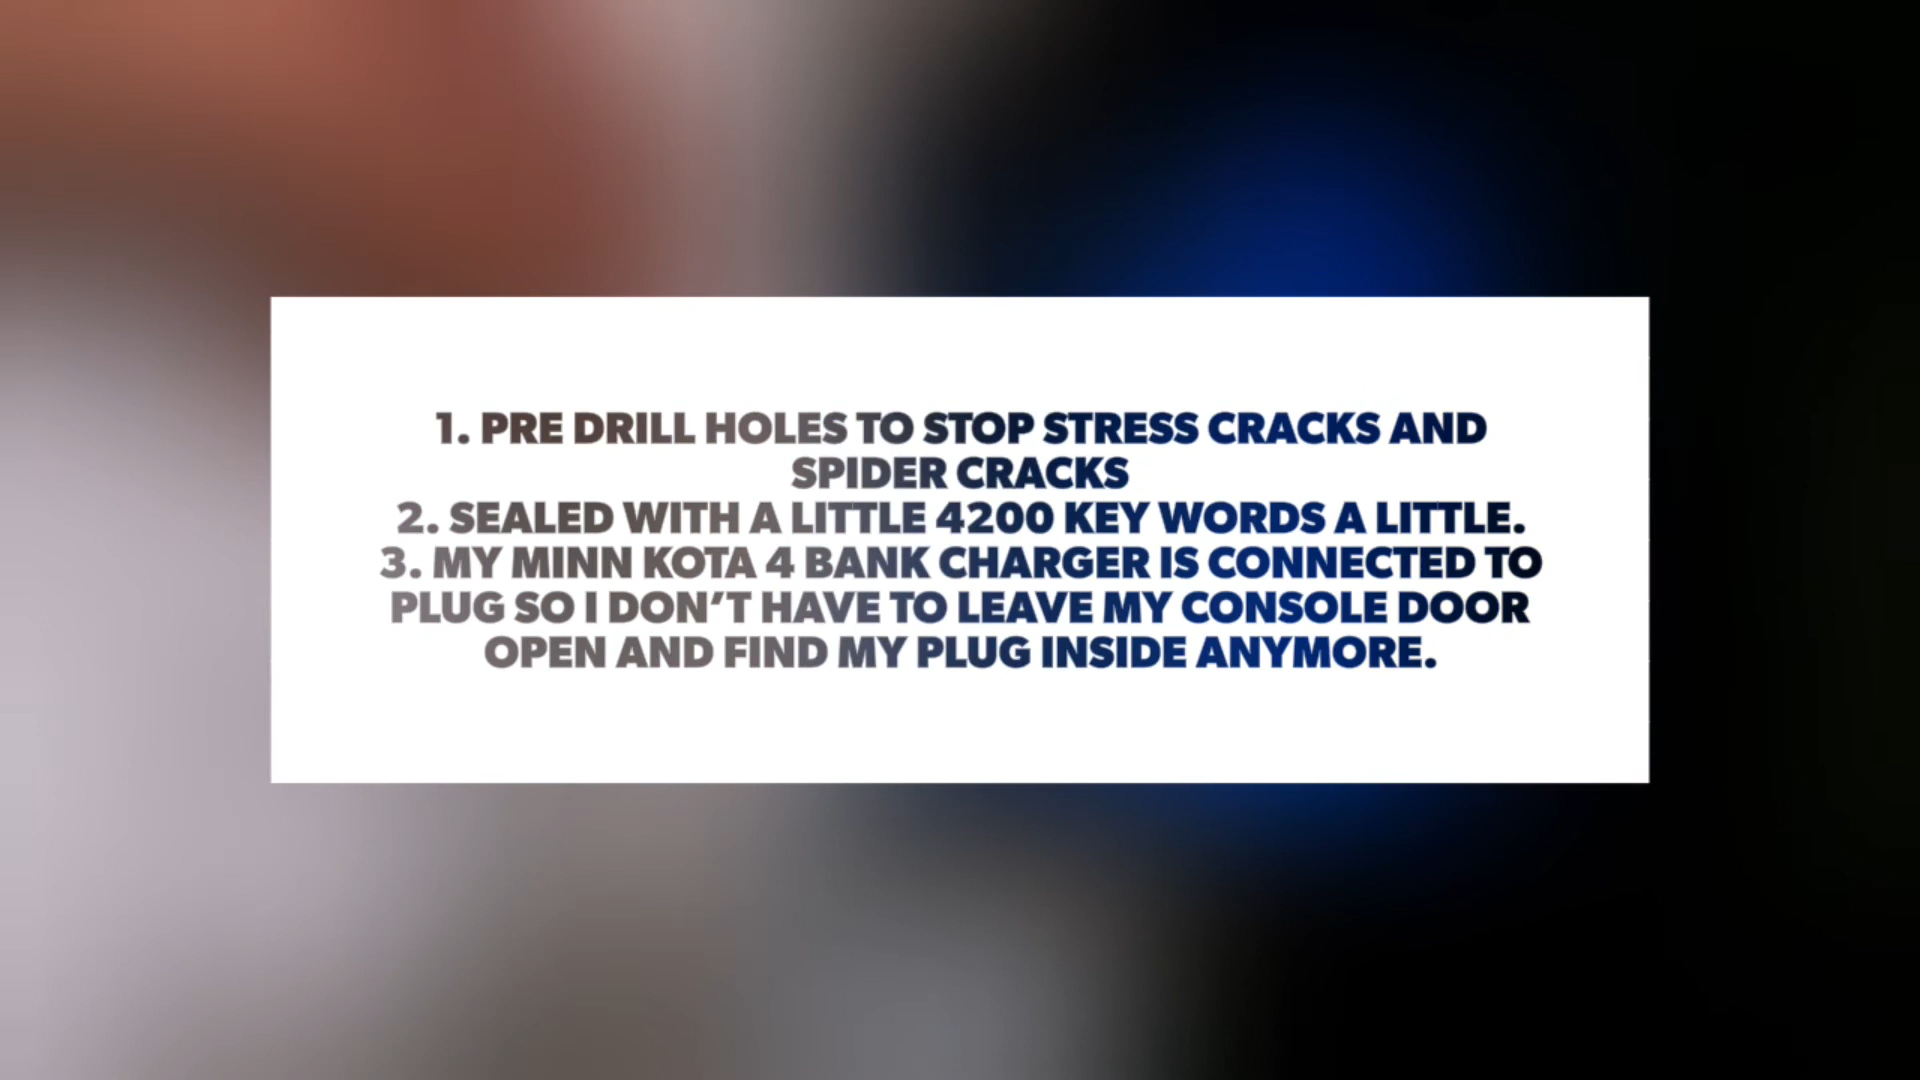 1. PRE DRILL HOLES TO STOP STRESS CRACKS AND
SPIDER CRACKS
2. SEALED WITH A LITTLE 4200 KEY WORDS A LITTLE.
3. MY MINN KOTA 4 BANK CHARGER IS CONNECTED TO
PLUG SO I DON’T HAVE TO LEAVE MY CONSOLE DOOR
OPEN AND FIND MY PLUG INSIDE ANYMORE.